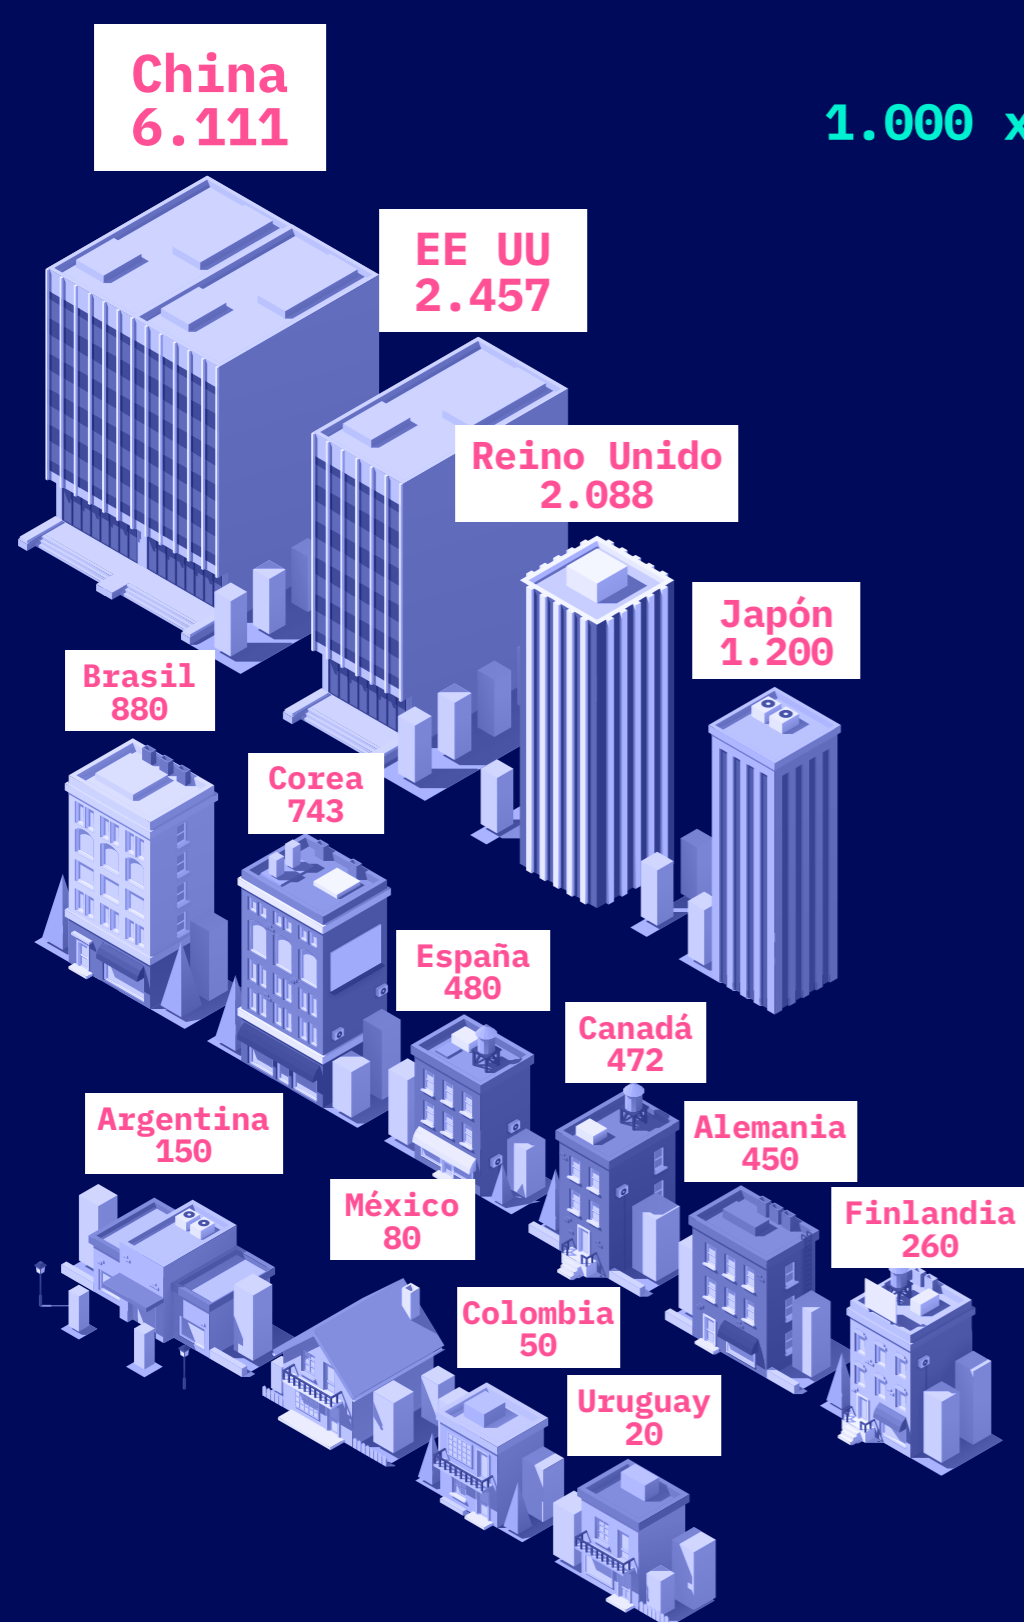 China
6.111
1.000 x
EE UU
2.457
Reino Unido
2.088
Japón
1.200
Brasil
880
Corea
743
España
480
Canadá
472
Argentina
150
Alemania
450
México
80
Finlandia
260
Colombia
50
Uruguay
20